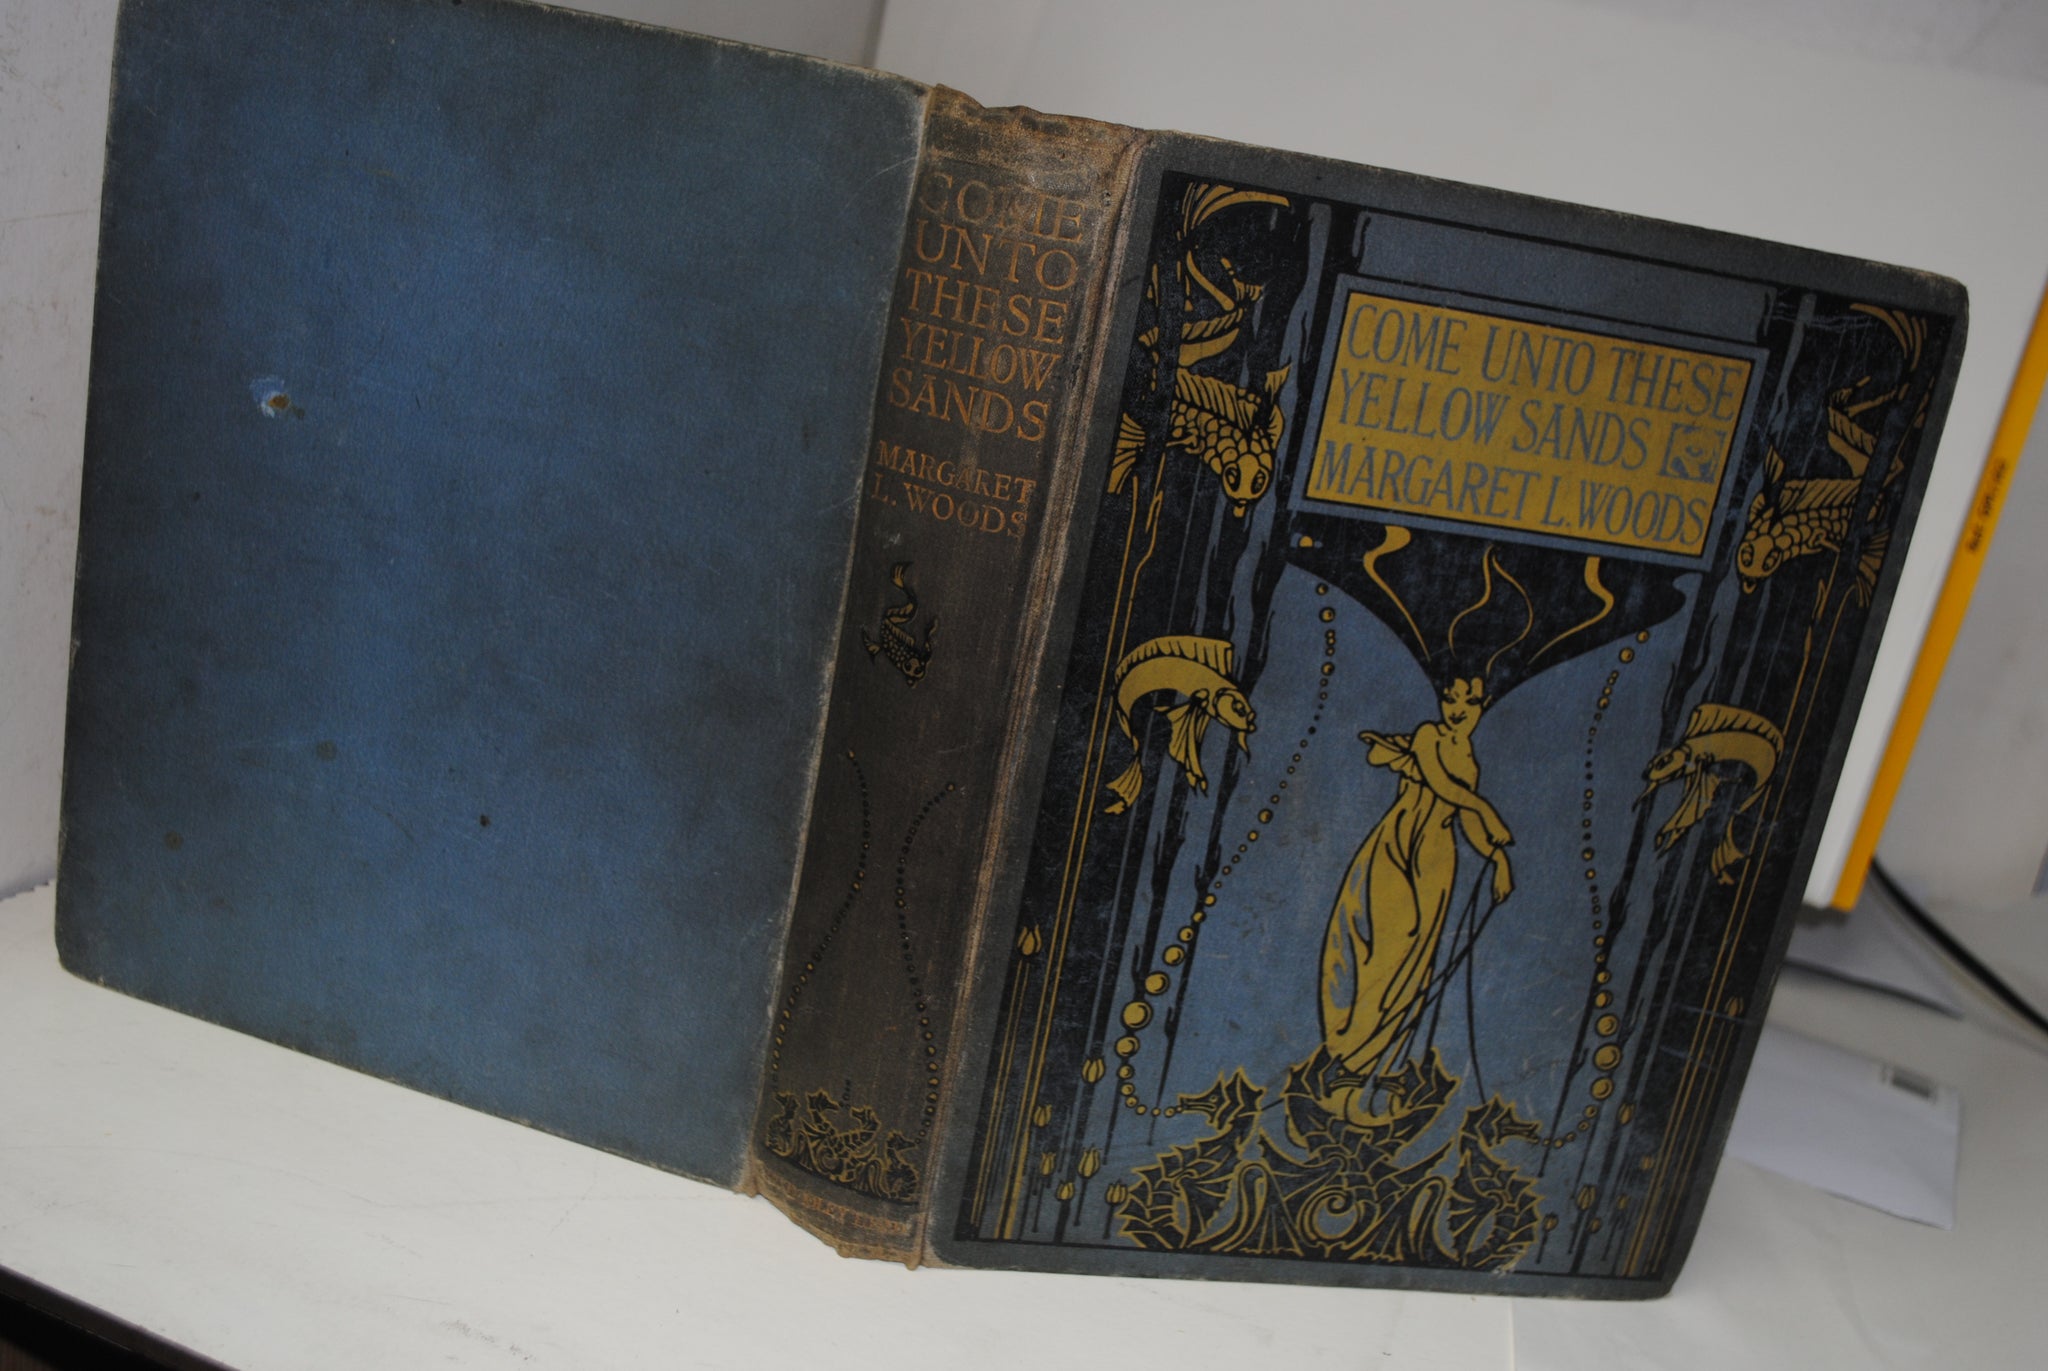 COME
UNTO
THESE
YELLOW
SANDS
MARGARET
L. WOODS
COME UNTO THESE
YELLOW SANDS
MARGARET L. WOODS